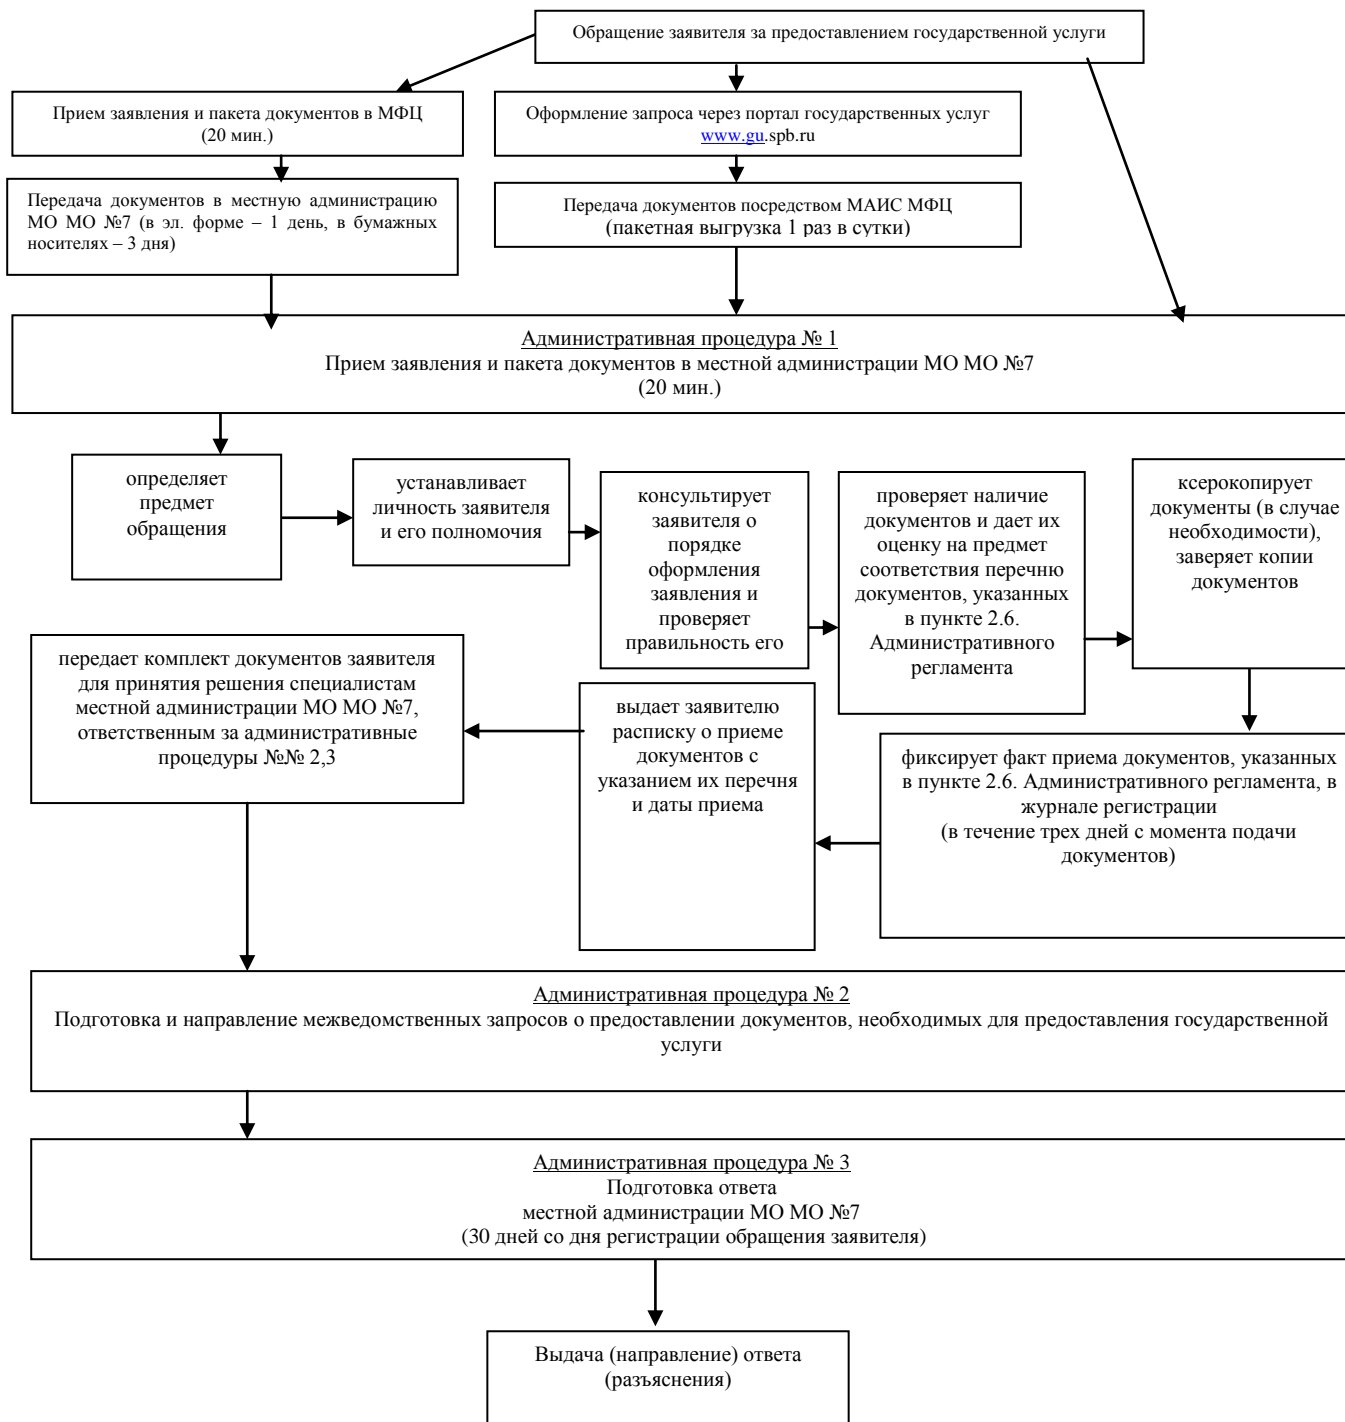 Обращение заявителя за предоставлением государственной услуги
Прием заявления и пакета документов в МФЦ
(20 мин.)
Оформление запроса через портал государственных услуг
www.gu.spb.ru
Передача документов в местную администрацию
МО МО №7 (в эл. форме – 1 день, в бумажных
носителях – 3 дня)
Передача документов посредством МАИС МФЦ
(пакетная выгрузка 1 раз в сутки)
Административная процедура № 1
Прием заявления и пакета документов в местной администрации МО МО №7
(20 мин.)
определяет
предмет
обращения
устанавливает
личность заявителя
и его полномочия
консультирует
заявителя о
порядке
оформления
заявления и
проверяет
правильность его
проверяет наличие
документов и дает их
оценку на предмет
соответствия перечню
документов, указанных
в пункте 2.6.
Административного
регламента
ксерокопирует
документы (в случае
необходимости),
заверяет копии
документов
передает комплект документов заявителя
для принятия решения специалистам
местной администрации МО МО №7,
ответственным за административные
процедуры №№ 2,3
выдает заявителю
расписку о приеме
документов с
указанием их перечня
и даты приема
фиксирует факт приема документов, указанных
в пункте 2.6. Административного регламента, в
журнале регистрации
(в течение трех дней с момента подачи
документов)
Административная процедура № 2
Подготовка и направление межведомственных запросов о предоставлении документов, необходимых для предоставления государственной
услуги
Административная процедура № 3
Подготовка ответа
местной администрации МО МО №7
(30 дней со дня регистрации обращения заявителя)
Выдача (направление) ответа
(разъяснения)